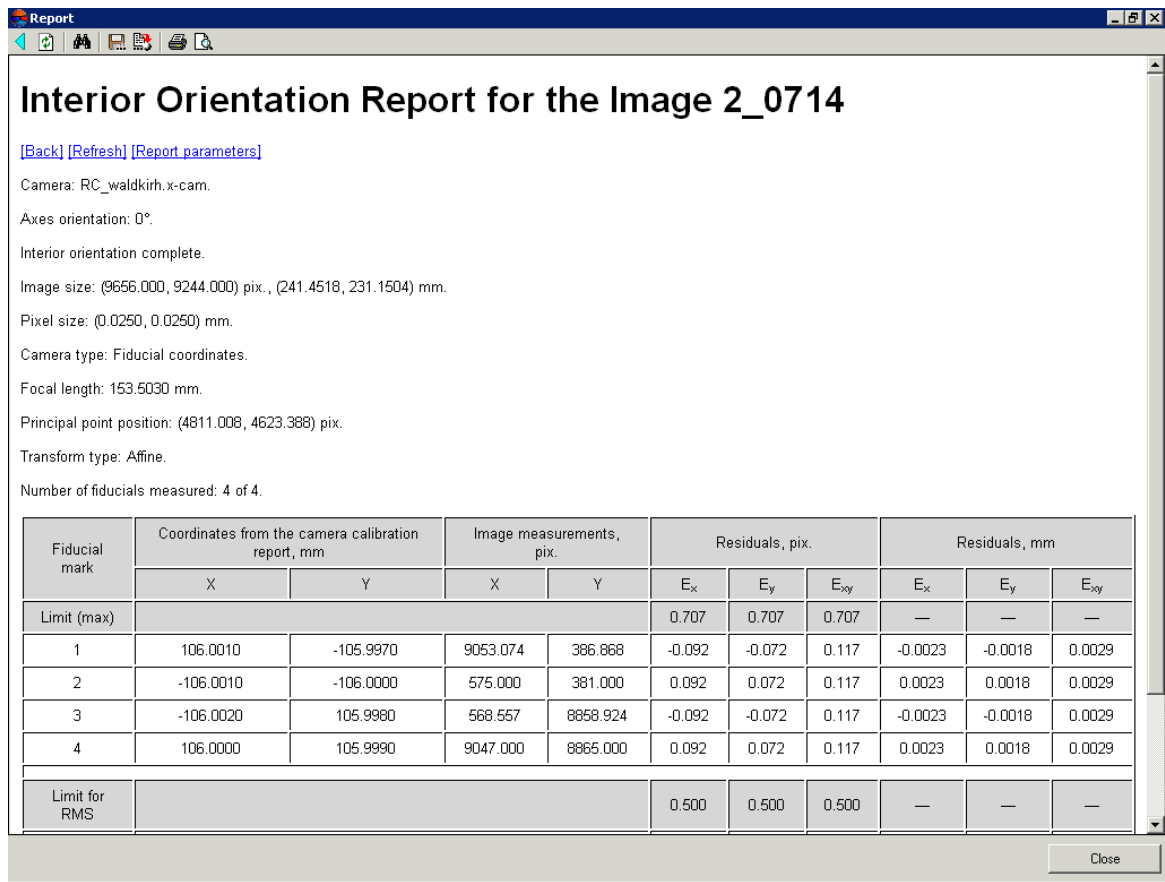 Report
Interior Orientation Report for the Image 2_0714
[Back] [Refresh] [Report parameters]
Camera: RC_waldkirh.x-cam.
Axes orientation: 0°.
Interior orientation complete.
Image size: (9656.000, 9244.000) pix., (241.4518, 231.1504) mm.
Pixel size: (0.0250, 0.0250) mm.
Camera type: Fiducial coordinates.
Focal length: 153.5030 mm.
Principal point position: (4811.008, 4623.388) pix.
Transform type: Affine.
Number of fiducials measured: 4 of 4.
Fiducial mark Coordinates from the camera calibration report, mm Image measurements, pix. Residuals, pix. Residuals, mm
X Y X Y Ex Ey Exy Ex Ey Exy
Limit (max) 0.707 0.707 0.707 — — —
1 106.0010 -105.9970 9053.074 386.868 -0.092 -0.072 0.117 -0.0023 -0.0018 0.0029
2 -106.0010 -106.0000 575.000 381.000 0.092 0.072 0.117 0.0023 0.0018 0.0029
3 -106.0020 105.9980 568.557 8858.924 -0.092 -0.072 0.117 -0.0023 -0.0018 0.0029
4 106.0000 105.9990 9047.000 8865.000 0.092 0.072 0.117 0.0023 0.0018 0.0029
Limit for RMS 0.500 0.500 0.500 — — —
Close